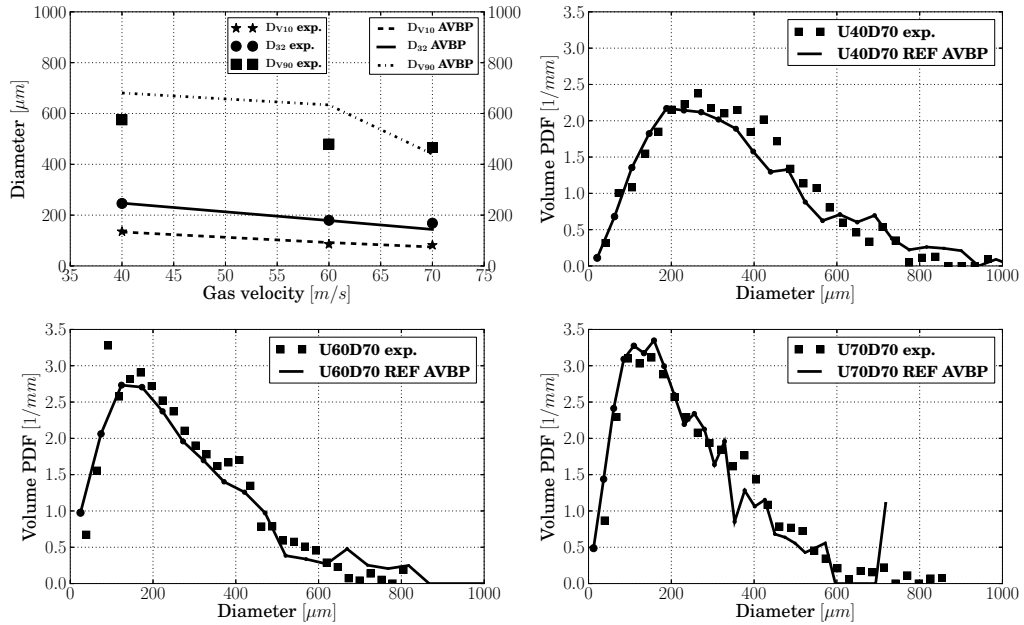 1000
800
600
400
200
0
35 40 45 50 55 60 65 70 75
1000
800
600
400
200
0
Diameter [μm]
Gas velocity [m/s]
D_V10 exp.
D_32 exp.
D_V90 exp.
D_V10 AVBP
D_32 AVBP
D_V90 AVBP
3.5
3.0
2.5
2.0
1.5
1.0
0.5
0.0
0 200 400 600 800 1000
Volume PDF [1/mm]
Diameter [μm]
U40D70 exp.
U40D70 REF AVBP
3.5
3.0
2.5
2.0
1.5
1.0
0.5
0.0
0 200 400 600 800 1000
Volume PDF [1/mm]
Diameter [μm]
U60D70 exp.
U60D70 REF AVBP
3.5
3.0
2.5
2.0
1.5
1.0
0.5
0.0
0 200 400 600 800 1000
Volume PDF [1/mm]
Diameter [μm]
U70D70 exp.
U70D70 REF AVBP